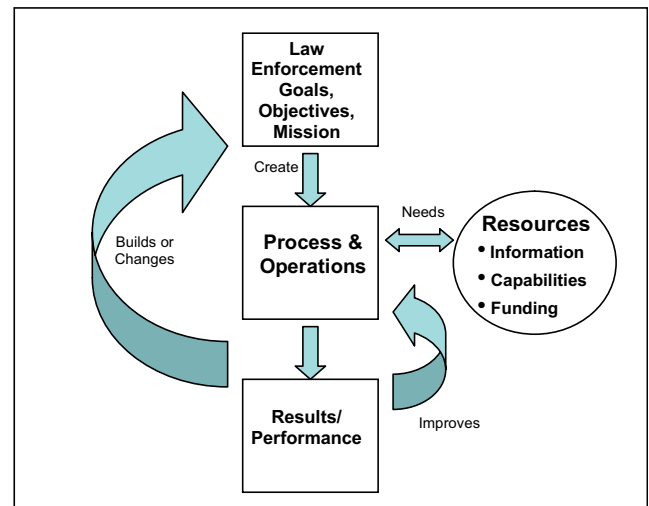 Law
Enforcement
Goals,
Objectives,
Mission
Create
Process &
Operations
Needs
Resources
• Information
• Capabilities
• Funding
Builds or
Changes
Results/
Performance
Improves